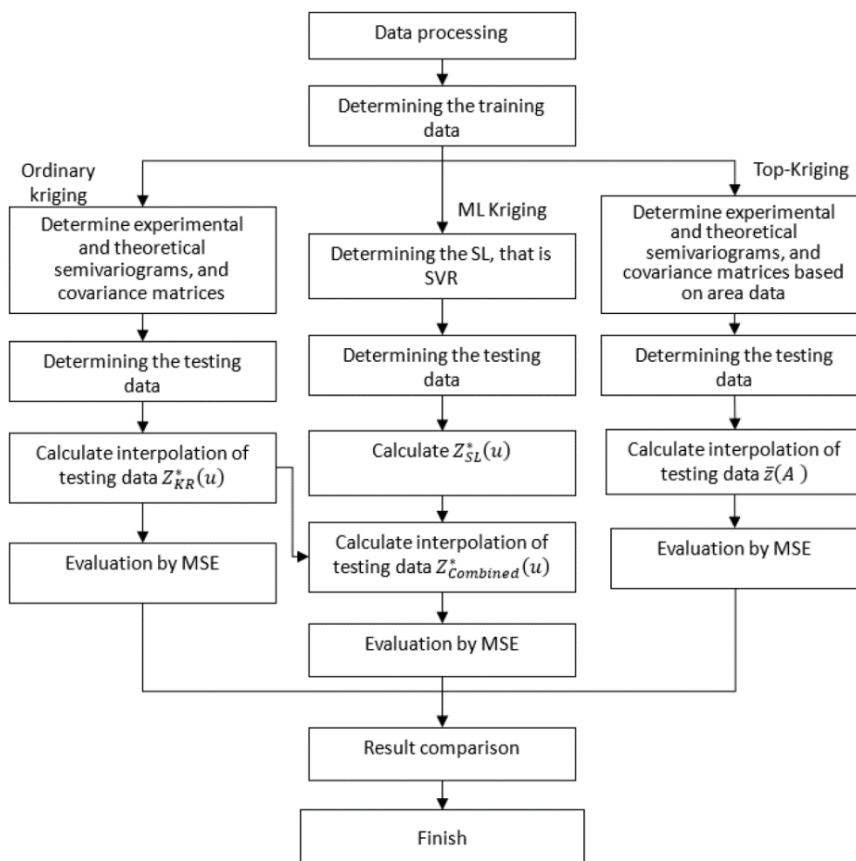 Data processing
Determining the training
data
Ordinary
kriging
ML Kriging
Top-Kriging
Determine experimental
and theoretical
semivariograms, and
covariance matrices
Determining the SL, that is
SVR
Determine experimental
and theoretical
semivariograms, and
covariance matrices based
on area data
Determining the testing
data
Determining the testing
data
Determining the testing
data
Calculate interpolation of
testing data Z*KR(u)
Calculate Z*SL(u)
Calculate interpolation of
testing data z̄(A )
Evaluation by MSE
Calculate interpolation of
testing data Z*Combined(u)
Evaluation by MSE
Evaluation by MSE
Result comparison
Finish